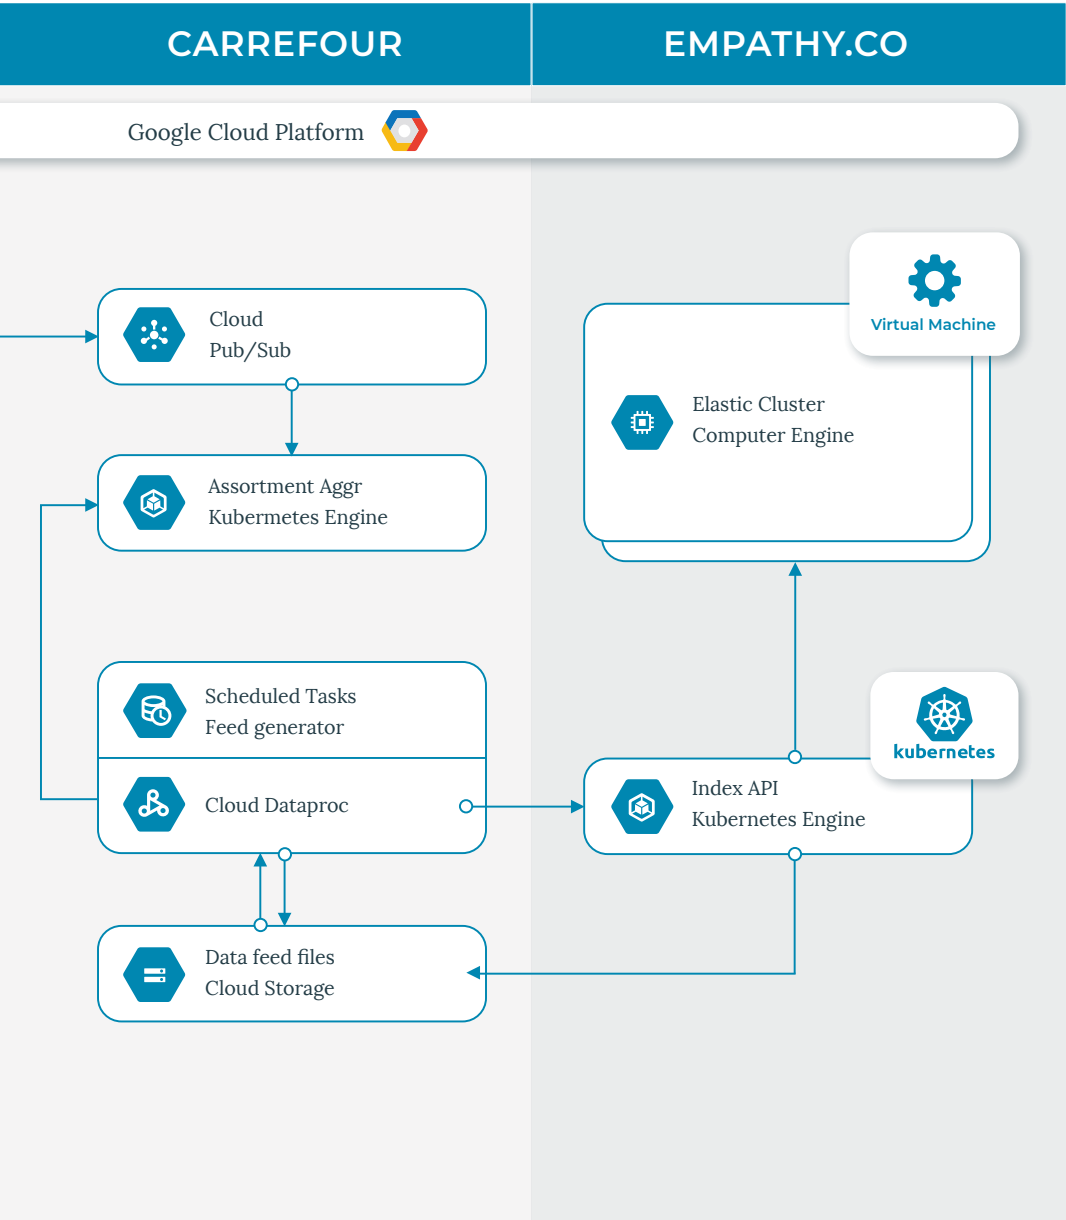 CARREFOUR
EMPATHY.CO
Google Cloud Platform
Virtual Machine
Cloud
Pub/Sub
Elastic Cluster
Computer Engine
Assortment Aggr
Kubermetes Engine
Scheduled Tasks
Feed generator
kubernetes
Cloud Dataproc
Index API
Kubernetes Engine
Data feed files
Cloud Storage